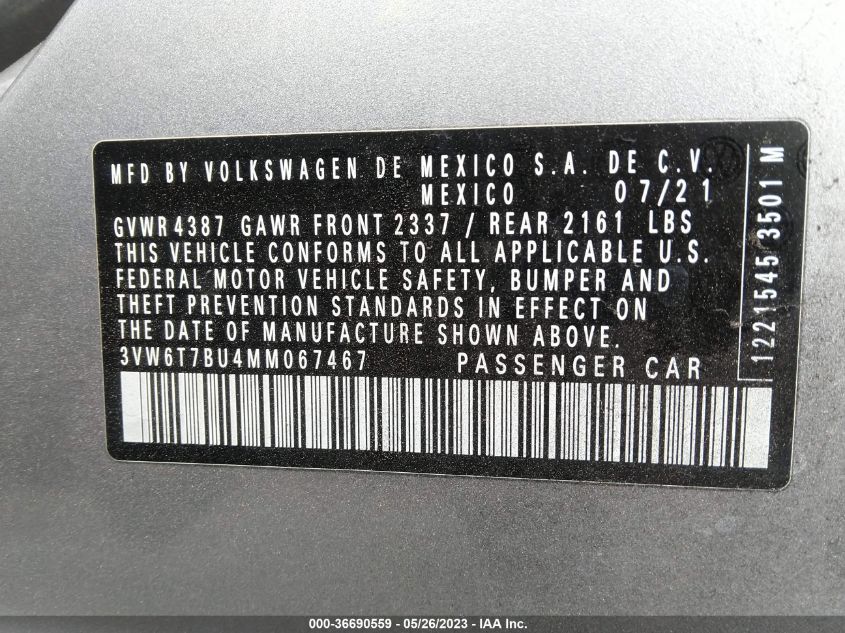 MFD BY VOLKSWAGEN DE MEXICO S.A. DE C.V.
MEXICO 07/21
GVWR 4387 GAWR FRONT 2337 / REAR 2161 LBS
THIS VEHICLE CONFORMS TO ALL APPLICABLE U.S.
FEDERAL MOTOR VEHICLE SAFETY, BUMPER AND
THEFT PREVENTION STANDARDS IN EFFECT ON
THE DATE OF MANUFACTURE SHOWN ABOVE.
3VW6T7BU4MM067467 PASSENGER CAR
1221545 3501 M
000-36690559 - 05/26/2023 - IAA Inc.